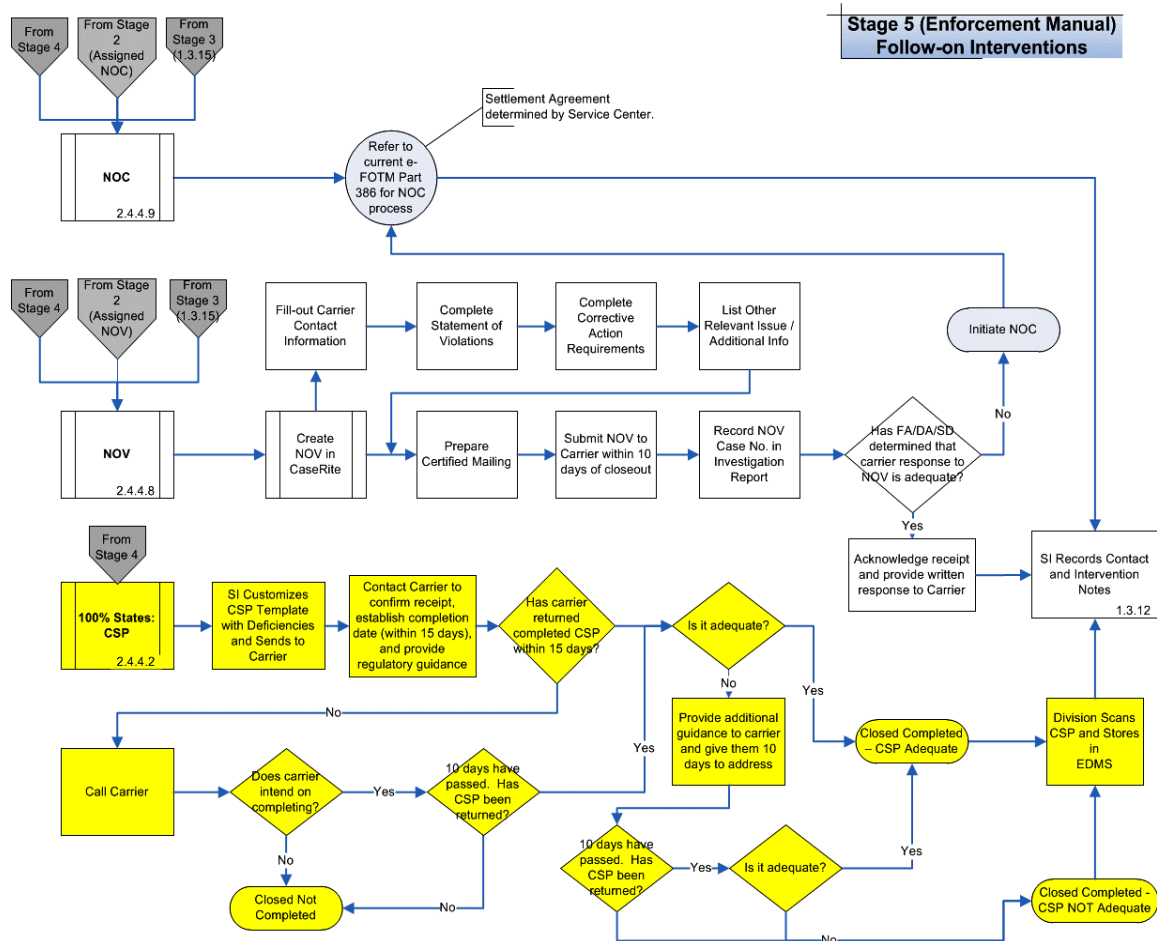 Stage 5 (Enforcement Manual)
Follow-on Interventions
From
Stage 4
From Stage
2
(Assigned
NOC)
From
Stage 3
(1.3.15)
Settlement Agreement
determined by Service Center.
NOC
2.4.4.9
Refer to
current e-
FOTM Part
386 for NOC
process
From
Stage 4
From Stage
2
(Assigned
NOV)
From
Stage 3
(1.3.15)
Fill-out Carrier
Contact
Information
Complete
Statement of
Violations
Complete
Corrective
Action
Requirements
List Other
Relevant Issue /
Additional Info
Initiate NOC
No
NOV
2.4.4.8
Create
NOV in
CaseRite
Prepare
Certified Mailing
Submit NOV to
Carrier within 10
days of closeout
Record NOV
Case No. in
Investigation
Report
Has FA/DA/SD
determined that
carrier response to
NOV is adequate?
Yes
Acknowledge receipt
and provide written
response to Carrier
SI Records Contact
and Intervention
Notes
1.3.12
From
Stage 4
100% States:
CSP
2.4.4.2
SI Customizes
CSP Template
with Deficiencies
and Sends to
Carrier
Contact Carrier to
confirm receipt,
establish completion
date (within 15 days),
and provide
regulatory guidance
Has carrier
returned
completed CSP
within 15 days?
Is it adequate?
No
No
Yes
Yes
Provide additional
guidance to carrier
and give them 10
days to address
Closed Completed
– CSP Adequate
Division Scans
CSP and Stores
in
EDMS
Call Carrier
Does carrier
intend on
completing?
Yes
10 days have
passed.  Has
CSP been
returned?
No
No
Closed Not
Completed
10 days have
passed.  Has
CSP been
returned?
Yes
Is it adequate?
Yes
No
Closed Completed -
CSP NOT Adequate